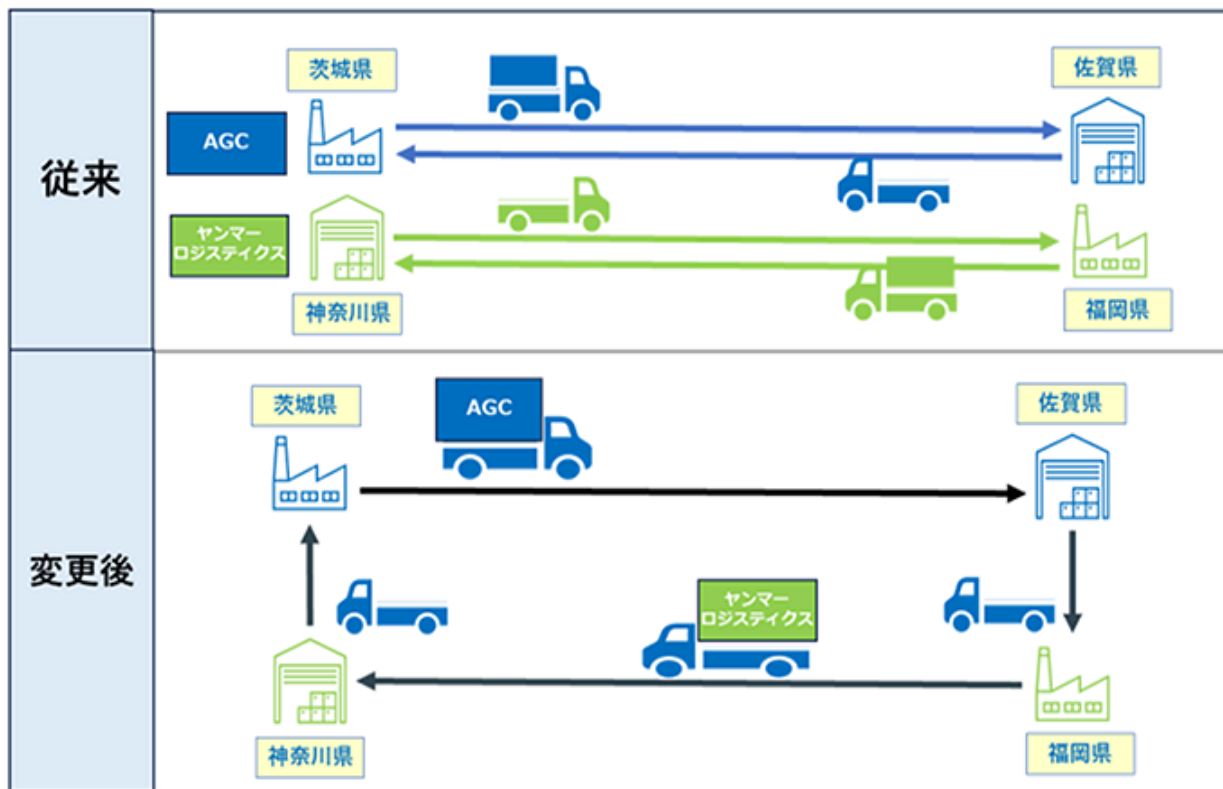 従来
茨城県
佐賀県
AGC
ヤンマー
ロジスティクス
神奈川県
福岡県
変更後
茨城県
AGC
佐賀県
ヤンマー
ロジスティクス
神奈川県
福岡県